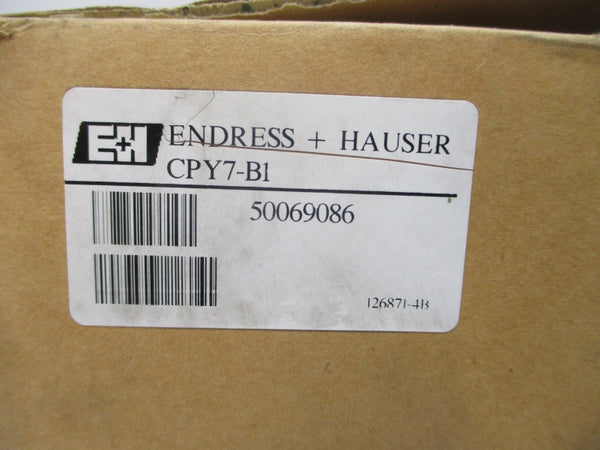 E+H ENDRESS + HAUSER
CPY7-B1
50069086
126871-4B